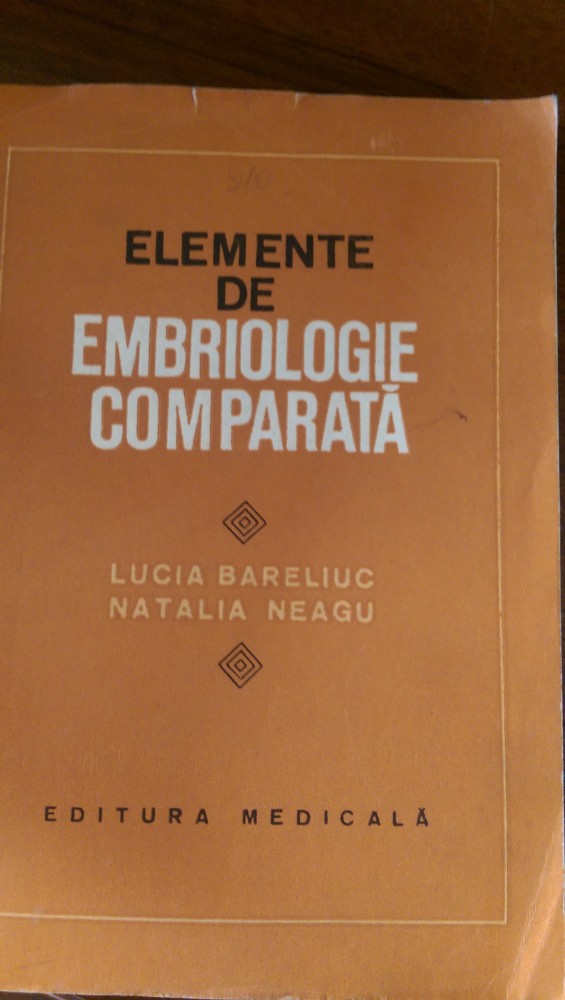 ELEMENTE
DE
EMBRIOLOGIE
COMPARATĂ
LUCIA BARELIUC
NATALIA NEAGU
EDITURA MEDICALĂ